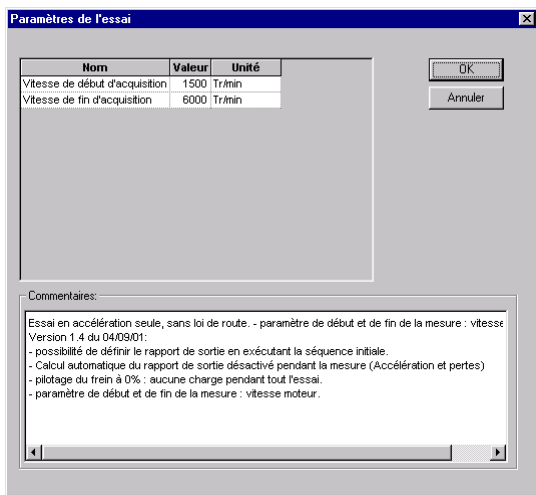 Paramètres de l'essai
Nom Valeur Unité
Vitesse de début d'acquisition 1500 Tr/min
Vitesse de fin d'acquisition 6000 Tr/min
OK
Annuler
Commentaires:
Essai en accélération seule, sans loi de route. - paramètre de début et de fin de la mesure : vitesse
Version 1.4 du 04/09/01:
- possibilité de définir le rapport de sortie en exécutant la séquence initiale.
- Calcul automatique du rapport de sortie désactivé pendant la mesure (Accélération et pertes)
- pilotage du frein à 0% : aucune charge pendant tout l'essai.
- paramètre de début et de fin de la mesure : vitesse moteur.